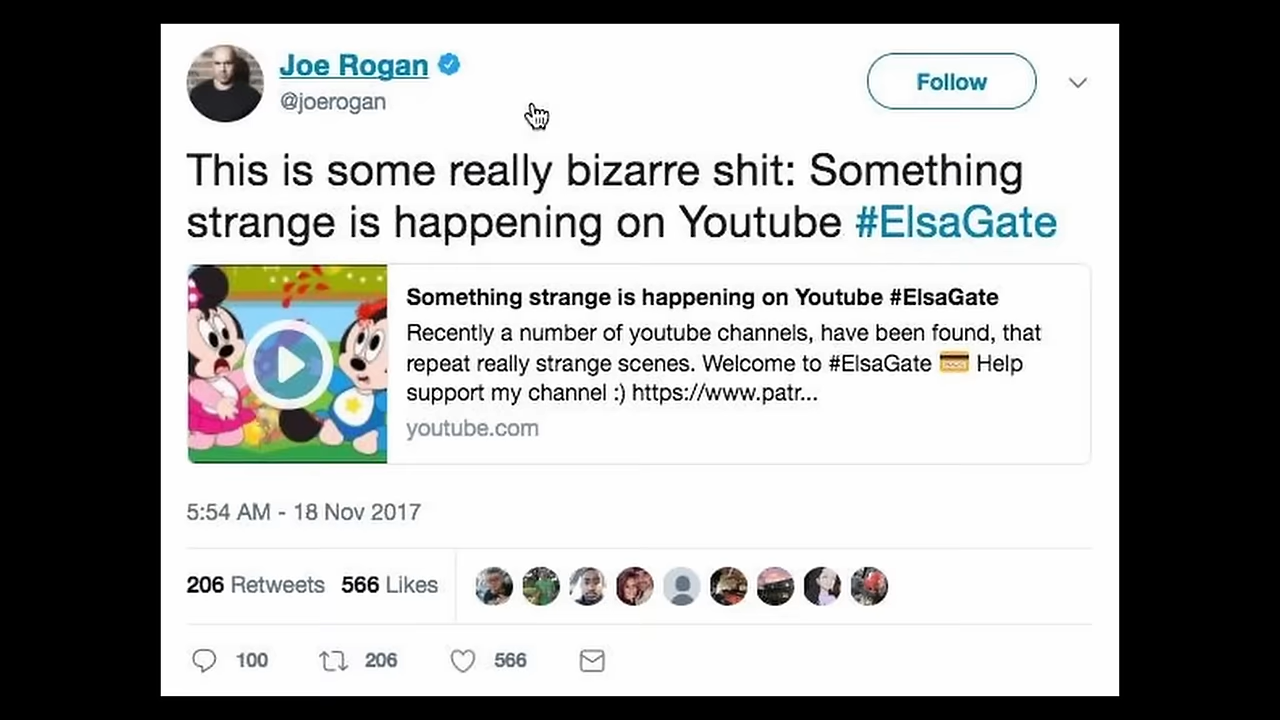 Joe Rogan
@joerogan
Follow
This is some really bizarre shit: Something
strange is happening on Youtube #ElsaGate
Something strange is happening on Youtube #ElsaGate
Recently a number of youtube channels, have been found, that
repeat really strange scenes. Welcome to #ElsaGate 💳 Help
support my channel :) https://www.patr...
youtube.com
5:54 AM - 18 Nov 2017
206 Retweets 566 Likes
100 206 566